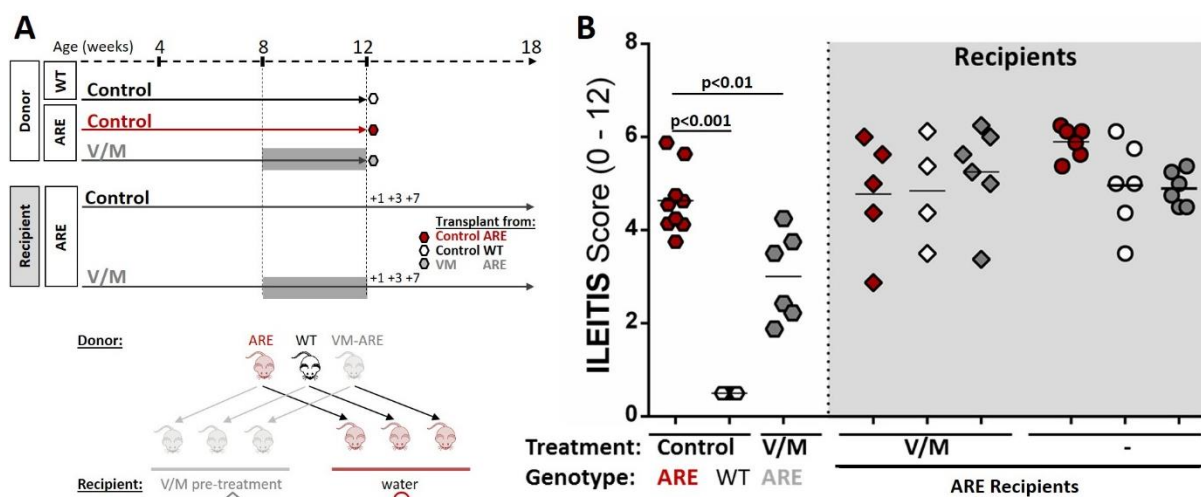 A
Age (weeks) 4 8 12 18
Donor
WT
Control
ARE
Control
V/M
Recipient
ARE
Control
+1 +3 +7
Transplant from:
Control ARE
Control WT
VM ARE
V/M
+1 +3 +7
Donor:
ARE WT VM-ARE
Recipient: V/M pre-treatment water
B
ILEITIS Score (0 - 12)
8
6
4
2
0
p<0.01
p<0.001
Recipients
Treatment: Control V/M V/M -
Genotype: ARE WT ARE
ARE Recipients